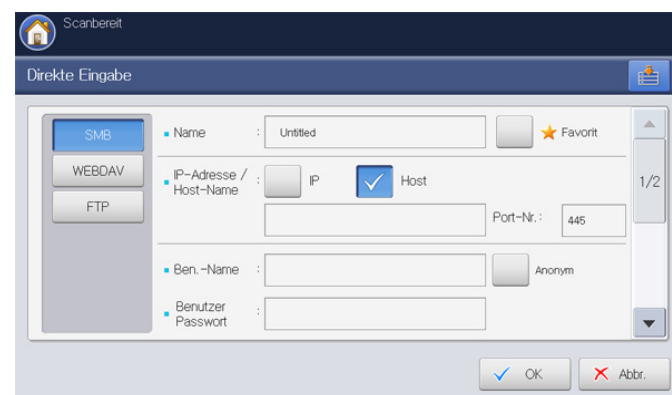 Scanbereit
Direkte Eingabe
SMB
WEBDAV
FTP
Name : Untitled Favorit
IP-Adresse /
Host-Name : IP Host
Port-Nr. : 445
1/2
Ben.-Name : Anonym
Benutzer
Passwort :
OK Abbr.